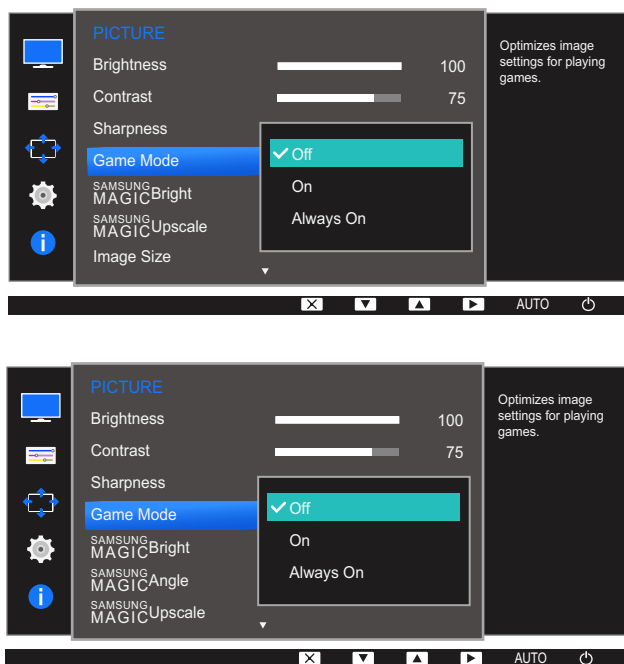 PICTURE
Brightness 100
Contrast 75
Sharpness
Game Mode
SAMSUNG
MAGICBright
SAMSUNG
MAGICUpscale
Image Size
Off
On
Always On
Optimizes image
settings for playing
games.
AUTO
PICTURE
Brightness 100
Contrast 75
Sharpness
Game Mode
SAMSUNG
MAGICBright
SAMSUNG
MAGICAngle
SAMSUNG
MAGICUpscale
Off
On
Always On
Optimizes image
settings for playing
games.
AUTO